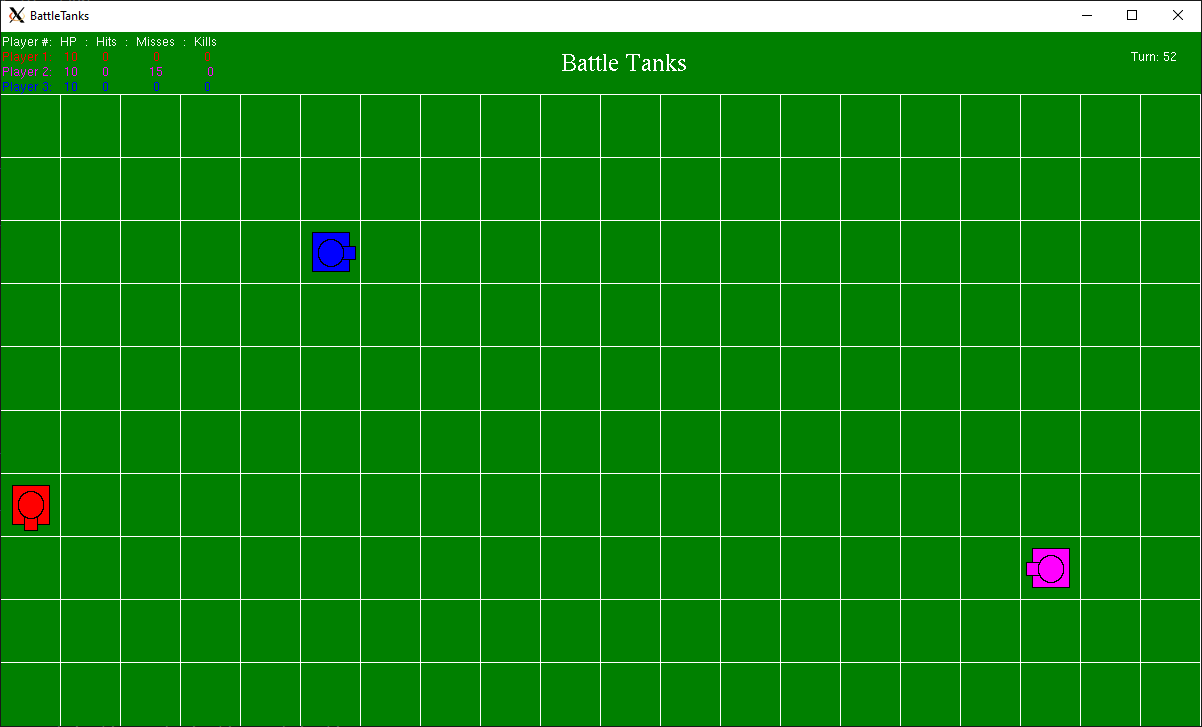 BattleTanks
Player #: HP : Hits : Misses : Kills
Battle Tanks
Turn: 52
Player 2: 10 0 15 0
Player 3: 10 0 0 0